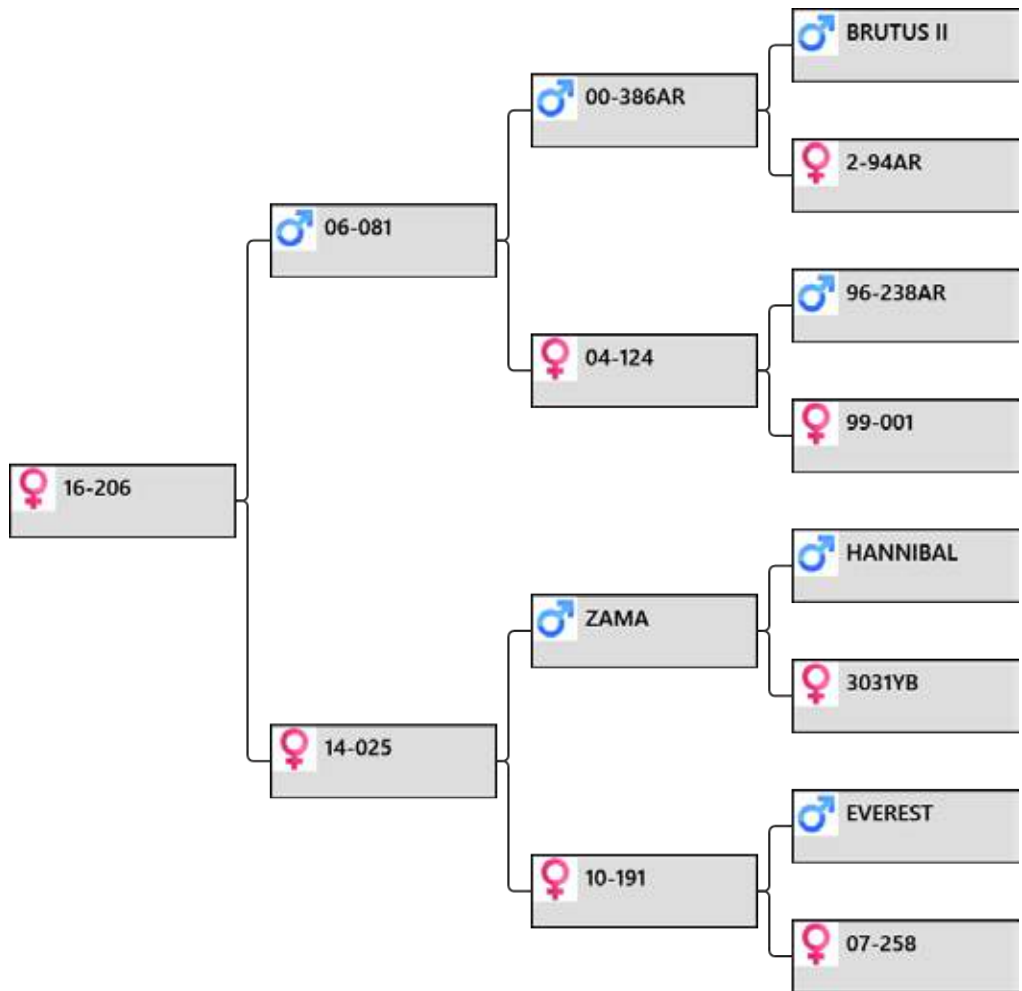 BRUTUS II
00-386AR
2-94AR
06-081
96-238AR
04-124
99-001
16-206
HANNIBAL
ZAMA
3031YB
14-025
EVEREST
10-191
07-258